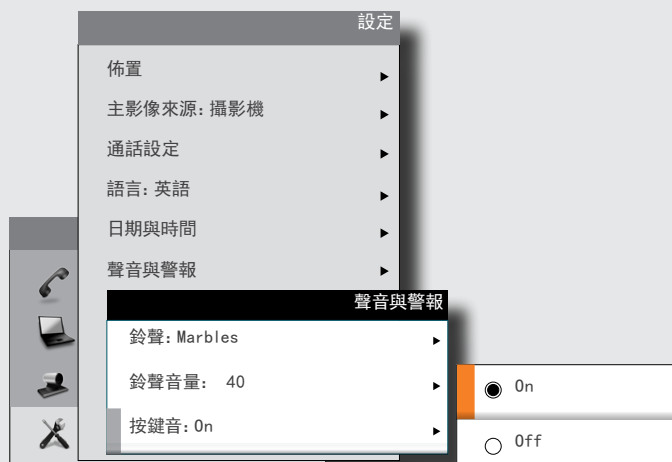 設定
佈置
主影像來源: 攝影機
通話設定
語言: 英語
日期與時間
聲音與警報
聲音與警報
鈴聲: Marbles
鈴聲音量: 40
按鍵音: On
On
Off